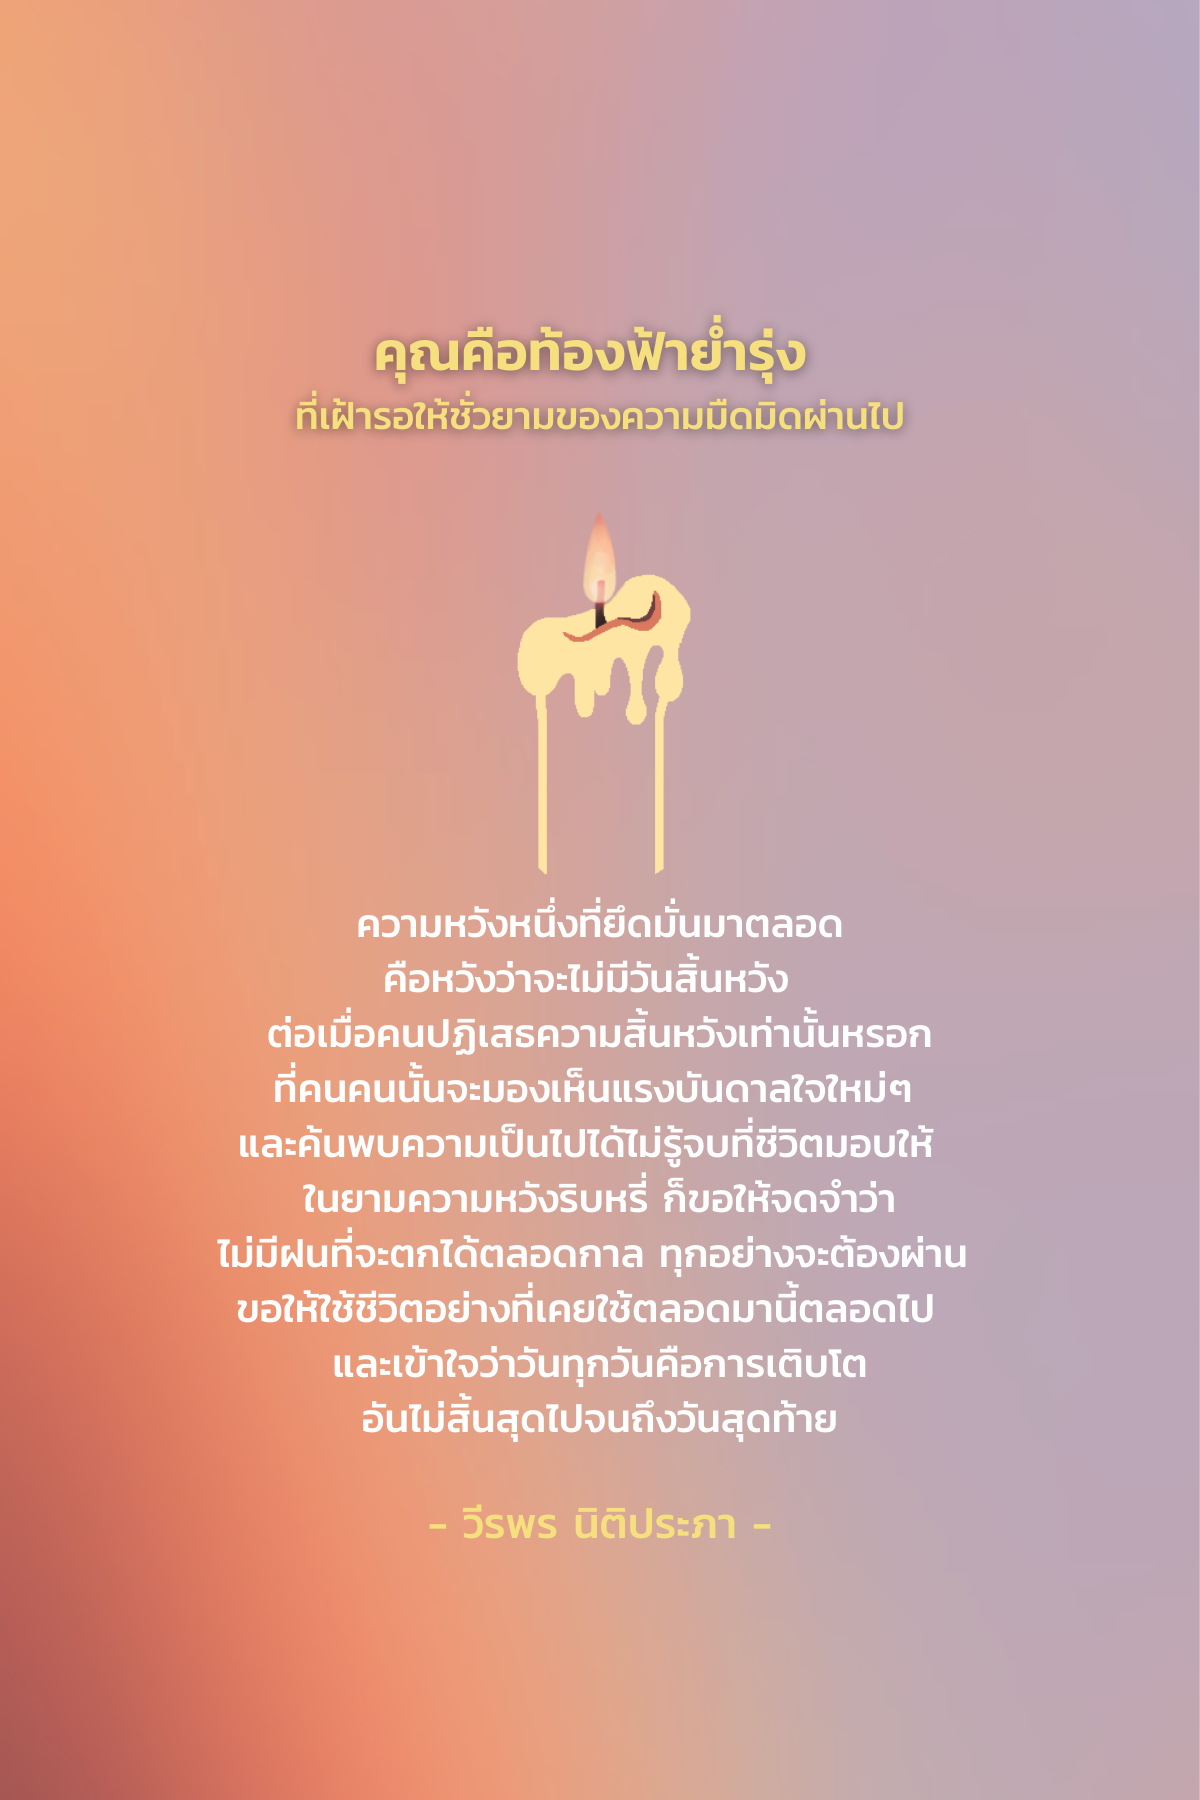 คุณคือท้องฟ้าย่ำรุ่ง
ที่เฝ้ารอให้ชั่วยามของความมืดมิดผ่านไป
ความหวังหนึ่งที่ยึดมั่นมาตลอด
คือหวังว่าจะไม่มีวันสิ้นหวัง
ต่อเมื่อคนปฏิเสธความสิ้นหวังเท่านั้นหรอก
ที่คนคนนั้นจะมองเห็นแรงบันดาลใจใหม่ๆ
และค้นพบความเป็นไปได้ไม่รู้จบที่ชีวิตมอบให้
ในยามความหวังริบหรี่ ก็ขอให้จดจำว่า
ไม่มีฝนที่จะตกได้ตลอดกาล ทุกอย่างจะต้องผ่าน
ขอให้ใช้ชีวิตอย่างที่เคยใช้ตลอดมานี้ตลอดไป
และเข้าใจว่าวันทุกวันคือการเติบโต
อันไม่สิ้นสุดไปจนถึงวันสุดท้าย
- วีรพร นิติประภา -